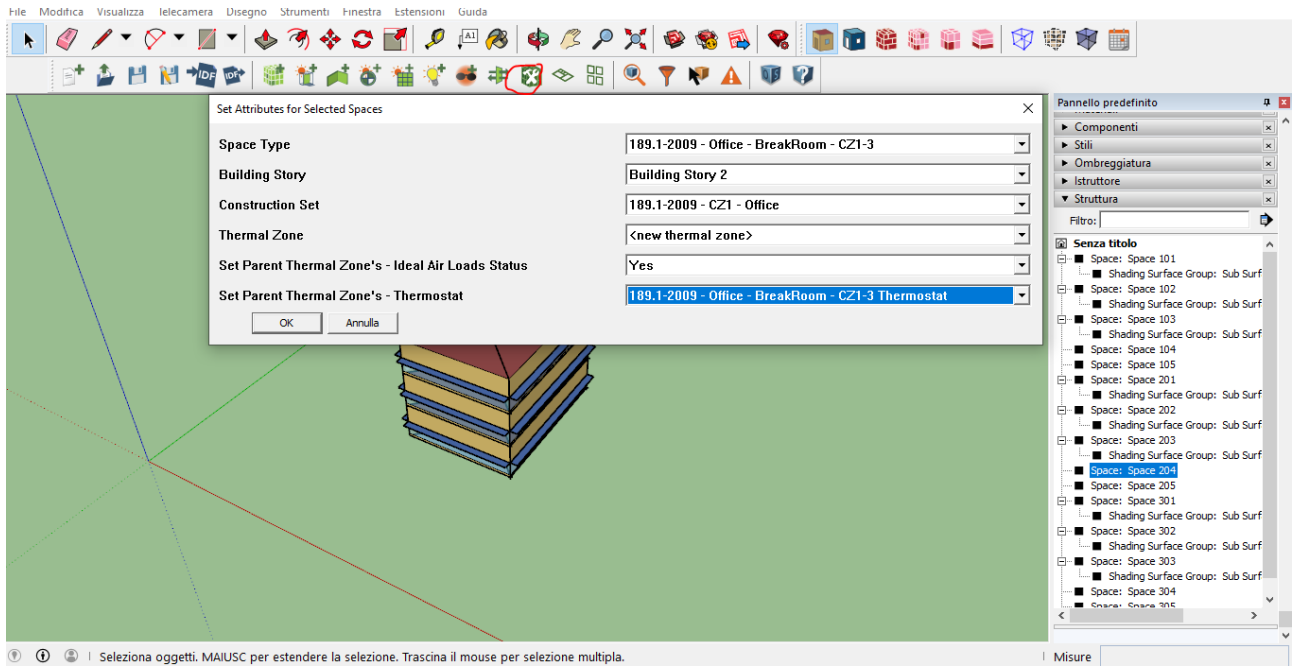 File Modifica Visualizza Telecamera Disegno Strumenti Finestra Estensioni Guida
A1
IDF IDF
Set Attributes for Selected Spaces
Space Type 189.1-2009 - Office - BreakRoom - CZ1-3
Building Story Building Story 2
Construction Set 189.1-2009 - CZ1 - Office
Thermal Zone <new thermal zone>
Set Parent Thermal Zone's - Ideal Air Loads Status Yes
Set Parent Thermal Zone's - Thermostat 189.1-2009 - Office - BreakRoom - CZ1-3 Thermostat
OK Annulla
Pannello predefinito
Materiali
Componenti
Stili
Ombreggiatura
Istruttore
Struttura
Filtro:
Senza titolo
Space: Space 101
Shading Surface Group: Sub Surf
Space: Space 102
Shading Surface Group: Sub Surf
Space: Space 103
Shading Surface Group: Sub Surf
Space: Space 104
Space: Space 105
Space: Space 201
Shading Surface Group: Sub Surf
Space: Space 202
Shading Surface Group: Sub Surf
Space: Space 203
Shading Surface Group: Sub Surf
Space: Space 204
Space: Space 205
Space: Space 301
Shading Surface Group: Sub Surf
Space: Space 302
Shading Surface Group: Sub Surf
Space: Space 303
Shading Surface Group: Sub Surf
Space: Space 304
Space: Space 305
Seleziona oggetti. MAIUSC per estendere la selezione. Trascina il mouse per selezione multipla.
Misure